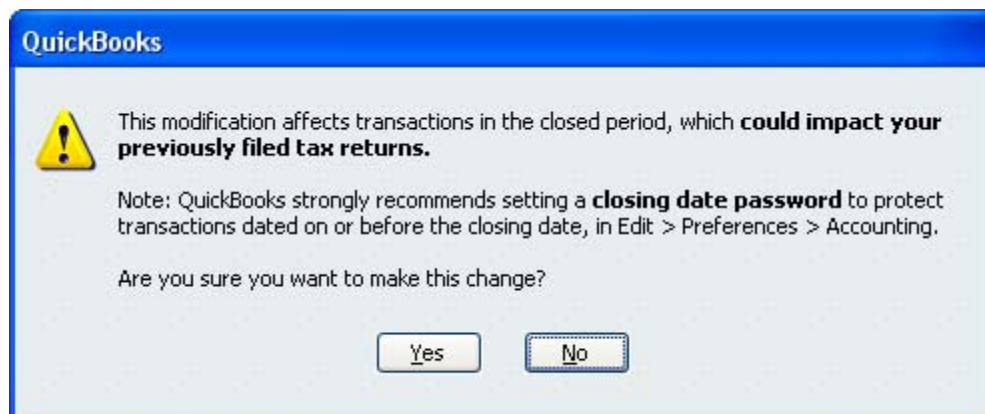 QuickBooks
This modification affects transactions in the closed period, which could impact your
previously filed tax returns.
Note: QuickBooks strongly recommends setting a closing date password to protect
transactions dated on or before the closing date, in Edit > Preferences > Accounting.
Are you sure you want to make this change?
Yes No